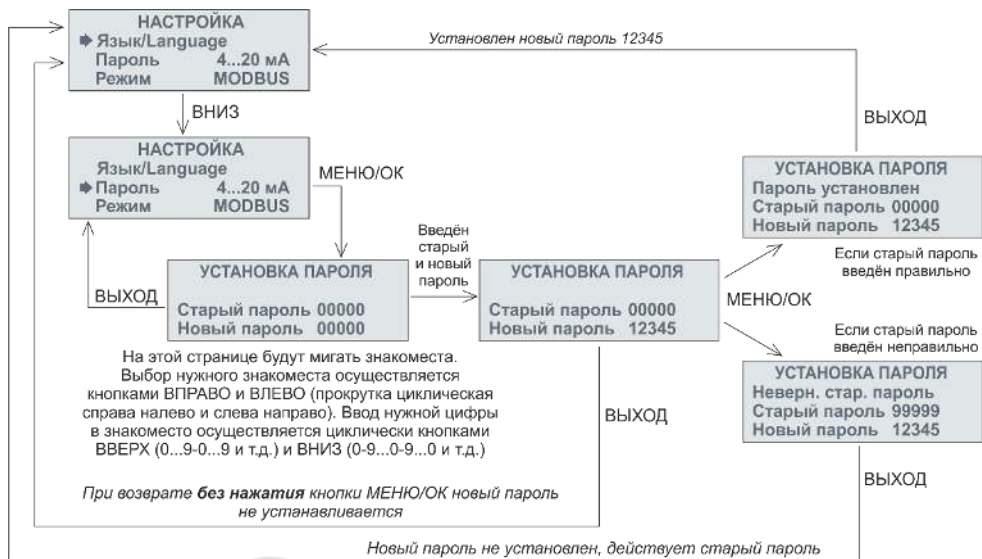 НАСТРОЙКА
Язык/Language
Пароль 4...20 мА
Режим MODBUS
Установлен новый пароль 12345
ВНИЗ
ВЫХОД
НАСТРОЙКА
Язык/Language
Пароль 4...20 мА
Режим MODBUS
МЕНЮ/ОК
УСТАНОВКА ПАРОЛЯ
Пароль установлен
Старый пароль 00000
Новый пароль 12345
Если старый пароль
введён правильно
ВЫХОД
УСТАНОВКА ПАРОЛЯ
Старый пароль 00000
Новый пароль 00000
Введён
старый
и новый
пароль
УСТАНОВКА ПАРОЛЯ
Старый пароль 00000
Новый пароль 12345
МЕНЮ/ОК
Если старый пароль
введён неправильно
УСТАНОВКА ПАРОЛЯ
Неверн. стар. пароль
Старый пароль 99999
Новый пароль 12345
На этой странице будут мигать знакоместа.
Выбор нужного знакоместа осуществляется
кнопками ВПРАВО и ВЛЕВО (прокрутка циклическая
справа налево и слева направо). Ввод нужной цифры
в знакоместо осуществляется циклически кнопками
ВВЕРХ (0...9-0...9 и т.д.) и ВНИЗ (0-9...0-9...0 и т.д.)
ВЫХОД
ВЫХОД
При возврате без нажатия кнопки МЕНЮ/ОК новый пароль
не устанавливается
Новый пароль не установлен, действует старый пароль